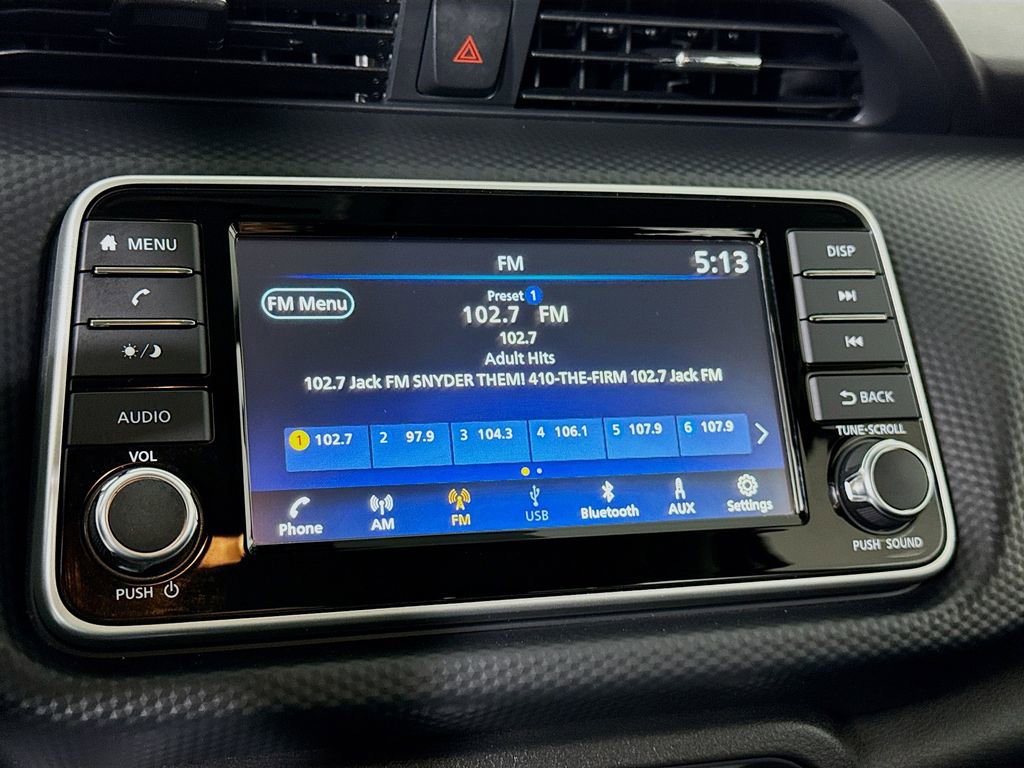 MENU
AUDIO
VOL
PUSH
FM
5:13
FM Menu
Preset 1
102.7 FM
102.7
Adult Hits
102.7 Jack FM SNYDER THEM! 410-THE-FIRM 102.7 Jack FM
1 102.7 2 97.9 3 104.3 4 106.1 5 107.9 6 107.9
Phone AM FM USB Bluetooth AUX Settings
DISP
BACK
TUNE·SCROLL
PUSH SOUND